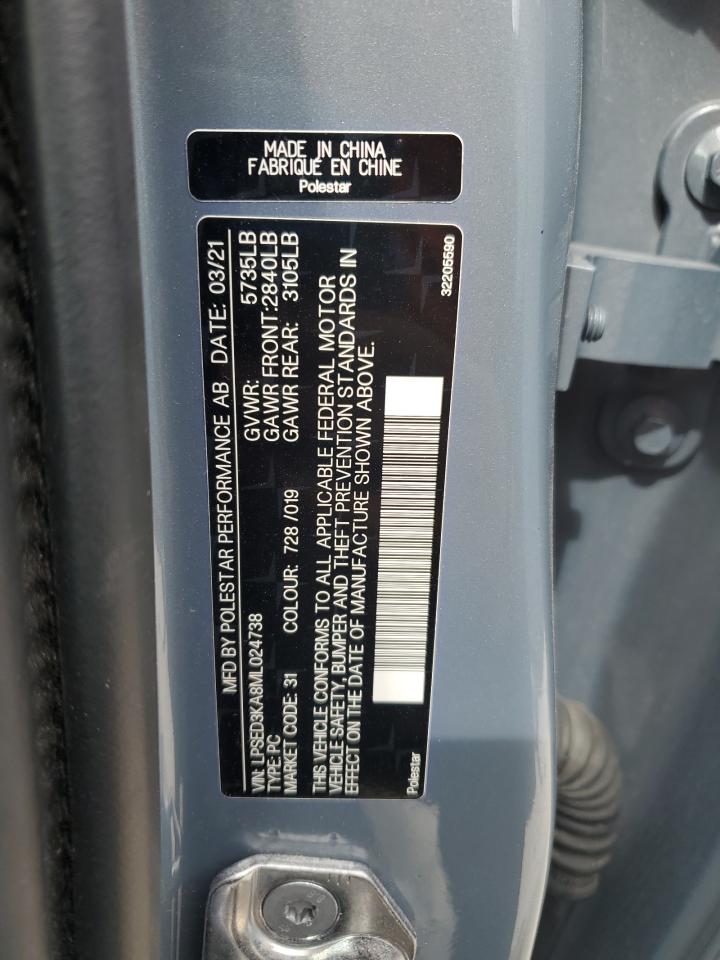 MADE IN CHINA
FABRIQUÉ EN CHINE
Polestar
MFD BY POLESTAR PERFORMANCE AB DATE: 03/21
GVWR: 5735LB
GAWR FRONT:2840LB
GAWR REAR: 3105LB
VIN: LPSED3KA8ML024738
TYPE:PC
MARKET CODE: 31 COLOUR: 728 /019
THIS VEHICLE CONFORMS TO ALL APPLICABLE FEDERAL MOTOR
VEHICLE SAFETY, BUMPER AND THEFT PREVENTION STANDARDS IN
EFFECT ON THE DATE OF MANUFACTURE SHOWN ABOVE.
Polestar
32205590